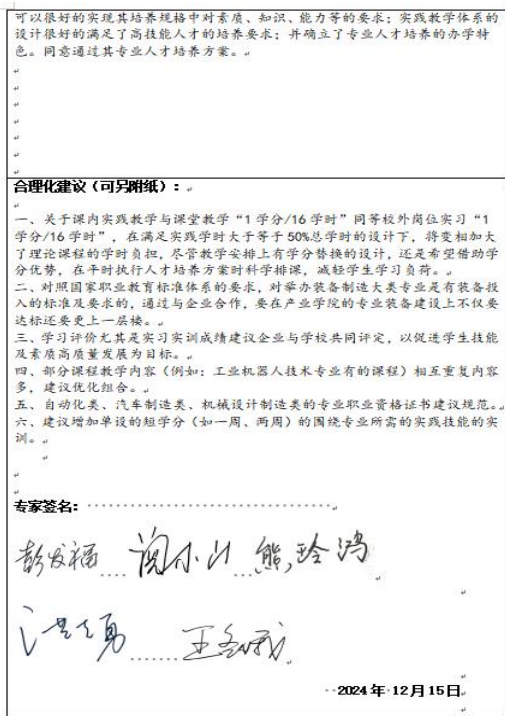 可以很好的实现其培养规格中对素质、知识、能力等的要求；实践教学体系的
设计很好的满足了高技能人才的培养要求；并确立了专业人才培养的办学特
色。同意通过其专业人才培养方案。
合理化建议（可另附纸）：
一、关于课内实践教学与课堂教学“1学分/16学时”同等校外岗位实习“1
学分/16学时”，在满足实践学时大于等于50%总学时的设计下，将变相加大
了理论课程的学时负担，尽管教学安排上有学分替换的设计，还是希望借助学
分优势，在平时执行人才培养方案时科学排课，减轻学生学习负荷。
二、对照国家职业教育标准体系的要求，对举办装备制造大类专业是有装备投
入的标准及要求的，通过与企业合作，要在产业学院的专业装备建设上不仅要
达标还要更上一层楼。
三、学习评价尤其是实习实训成绩建议企业与学校共同评定，以促进学生技能
及素质高质量发展为目标。
四、部分课程教学内容（例如：工业机器人技术专业有的课程）相互重复内容
多，建议优化组合。
五、自动化类、汽车制造类、机械设计制造类的专业职业资格证书建议规范。
六、建议增加单设的短学分（如一周、两周）的围绕专业所需的实践技能的实
训。
专家签名：
彭发福 熊玲鸿
2024年12月15日